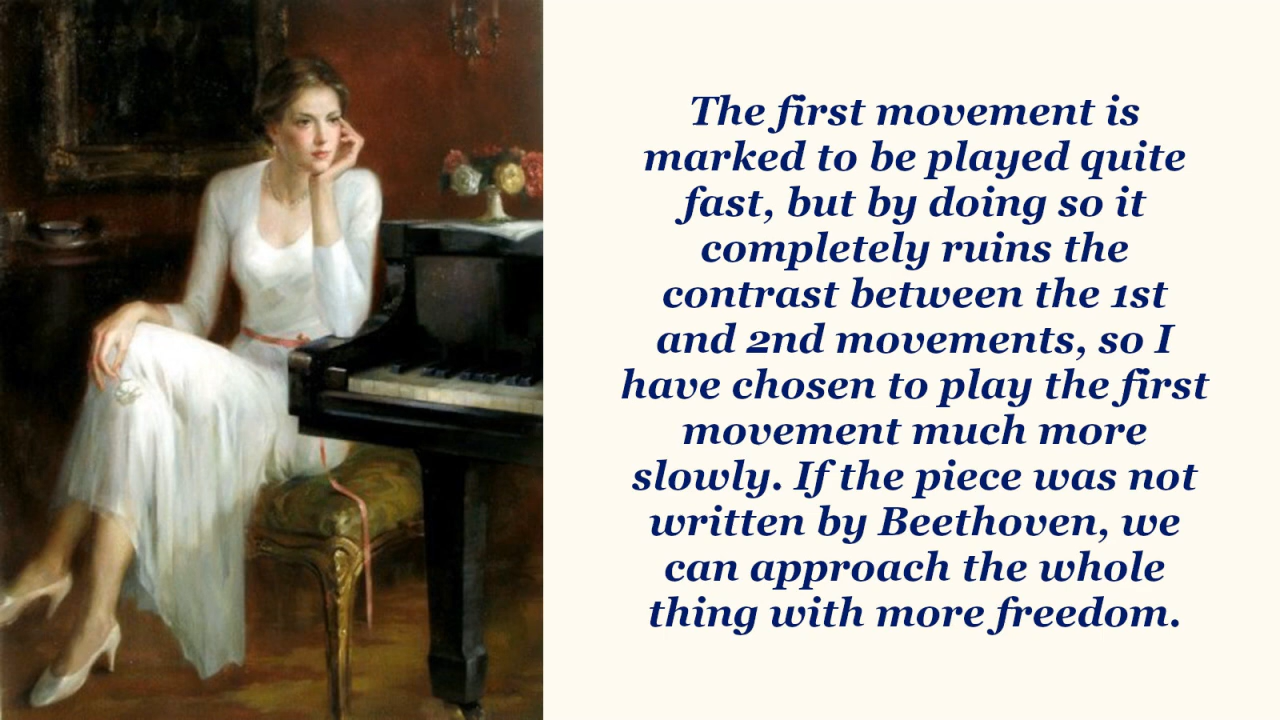 The first movement is
marked to be played quite
fast, but by doing so it
completely ruins the
contrast between the 1st
and 2nd movements, so I
have chosen to play the first
movement much more
slowly. If the piece was not
written by Beethoven, we
can approach the whole
thing with more freedom.